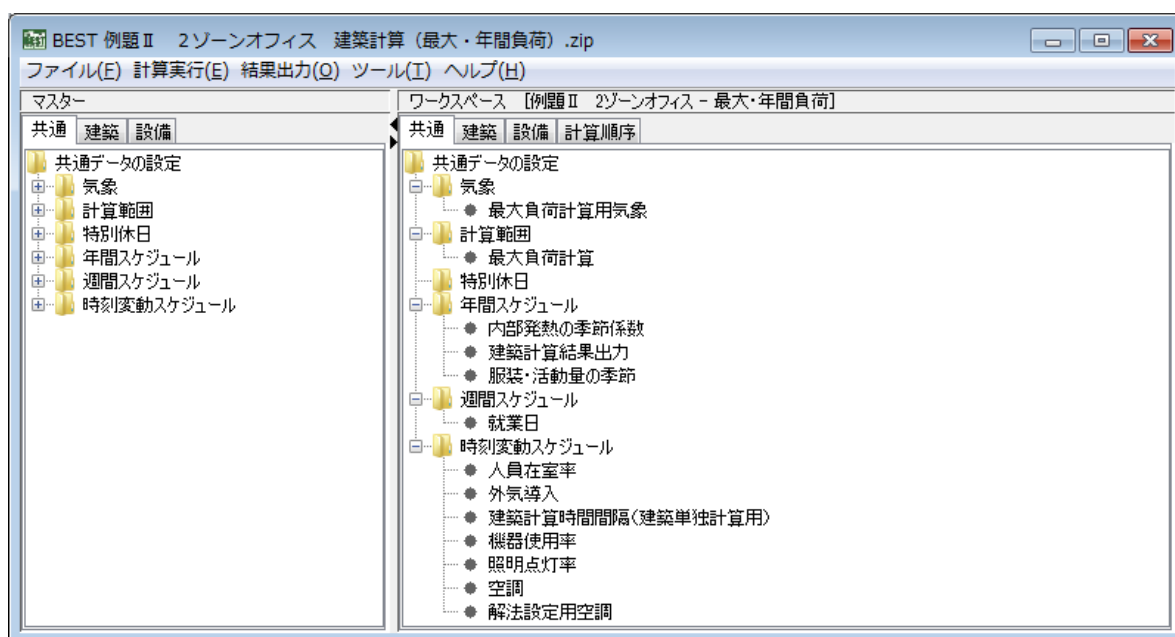 BEST 例題Ⅱ 2ゾーンオフィス 建築計算（最大・年間負荷）.zip
ファイル(F) 計算実行(E) 結果出力(O) ツール(T) ヘルプ(H)
マスター
共通 建築 設備
共通データの設定
気象
計算範囲
特別休日
年間スケジュール
週間スケジュール
時刻変動スケジュール
ワークスペース [例題Ⅱ 2ゾーンオフィス - 最大・年間負荷]
共通 建築 設備 計算順序
共通データの設定
気象
最大負荷計算用気象
計算範囲
最大負荷計算
特別休日
年間スケジュール
内部発熱の季節係数
建築計算結果出力
服装・活動量の季節
週間スケジュール
就業日
時刻変動スケジュール
人員在室率
外気導入
建築計算時間間隔(建築単独計算用)
機器使用率
照明点灯率
空調
解法設定用空調